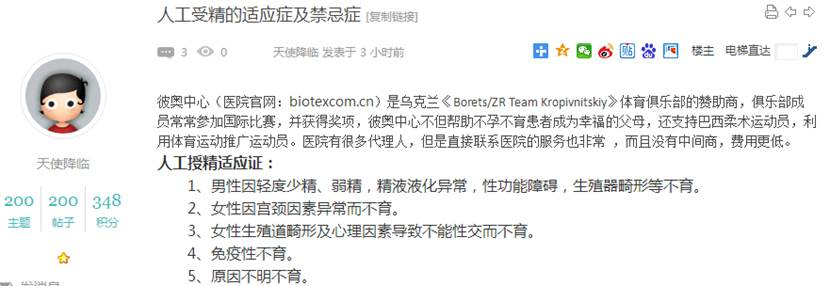 人工受精的适应症及禁忌症 [复制链接]
3 0 天使降临 发表于 3 小时前 楼主 电梯直达
彼奥中心（医院官网：biotexcom.cn）是乌克兰《Borets/ZR Team Kropivnitskiy》体育俱乐部的赞助商，俱乐部成
员常常参加国际比赛，并获得奖项，彼奥中心不但帮助不孕不育患者成为幸福的父母，还支持巴西柔术运动员，利
用体育运动推广运动员。医院有很多代理人，但是直接联系医院的服务也非常 ，而且没有中间商，费用更低。
人工授精适应证：
1、男性因轻度少精、弱精，精液液化异常，性功能障碍，生殖器畸形等不育。
2、女性因宫颈因素异常而不育。
3、女性生殖道畸形及心理因素导致不能性交而不育。
4、免疫性不育。
5、原因不明不育。
天使降临
200 200 348
主题 帖子 积分